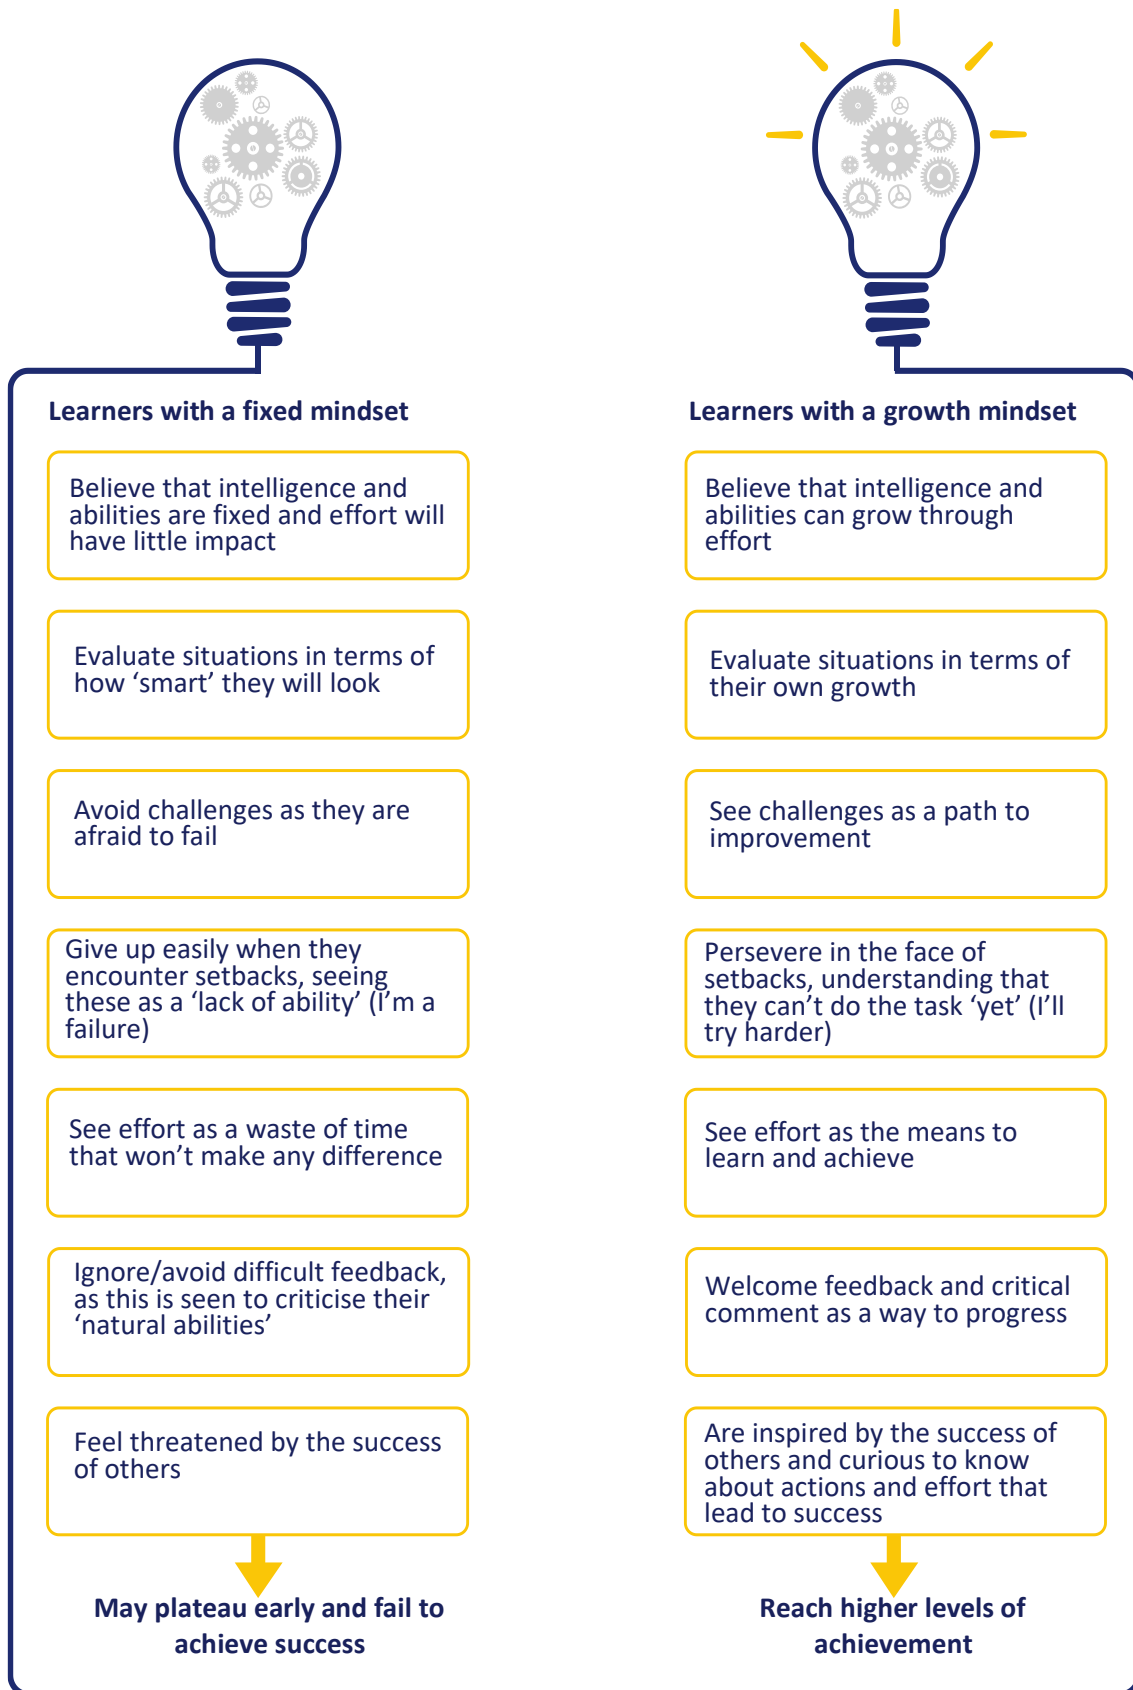 Learners with a fixed mindset
Believe that intelligence and
abilities are fixed and effort will
have little impact
Evaluate situations in terms of
how ‘smart’ they will look
Avoid challenges as they are
afraid to fail
Give up easily when they
encounter setbacks, seeing
these as a ‘lack of ability’ (I’m a
failure)
See effort as a waste of time
that won’t make any difference
Ignore/avoid difficult feedback,
as this is seen to criticise their
‘natural abilities’
Feel threatened by the success
of others
May plateau early and fail to
achieve success
Learners with a growth mindset
Believe that intelligence and
abilities can grow through
effort
Evaluate situations in terms of
their own growth
See challenges as a path to
improvement
Persevere in the face of
setbacks, understanding that
they can’t do the task ‘yet’ (I’ll
try harder)
See effort as the means to
learn and achieve
Welcome feedback and critical
comment as a way to progress
Are inspired by the success of
others and curious to know
about actions and effort that
lead to success
Reach higher levels of
achievement